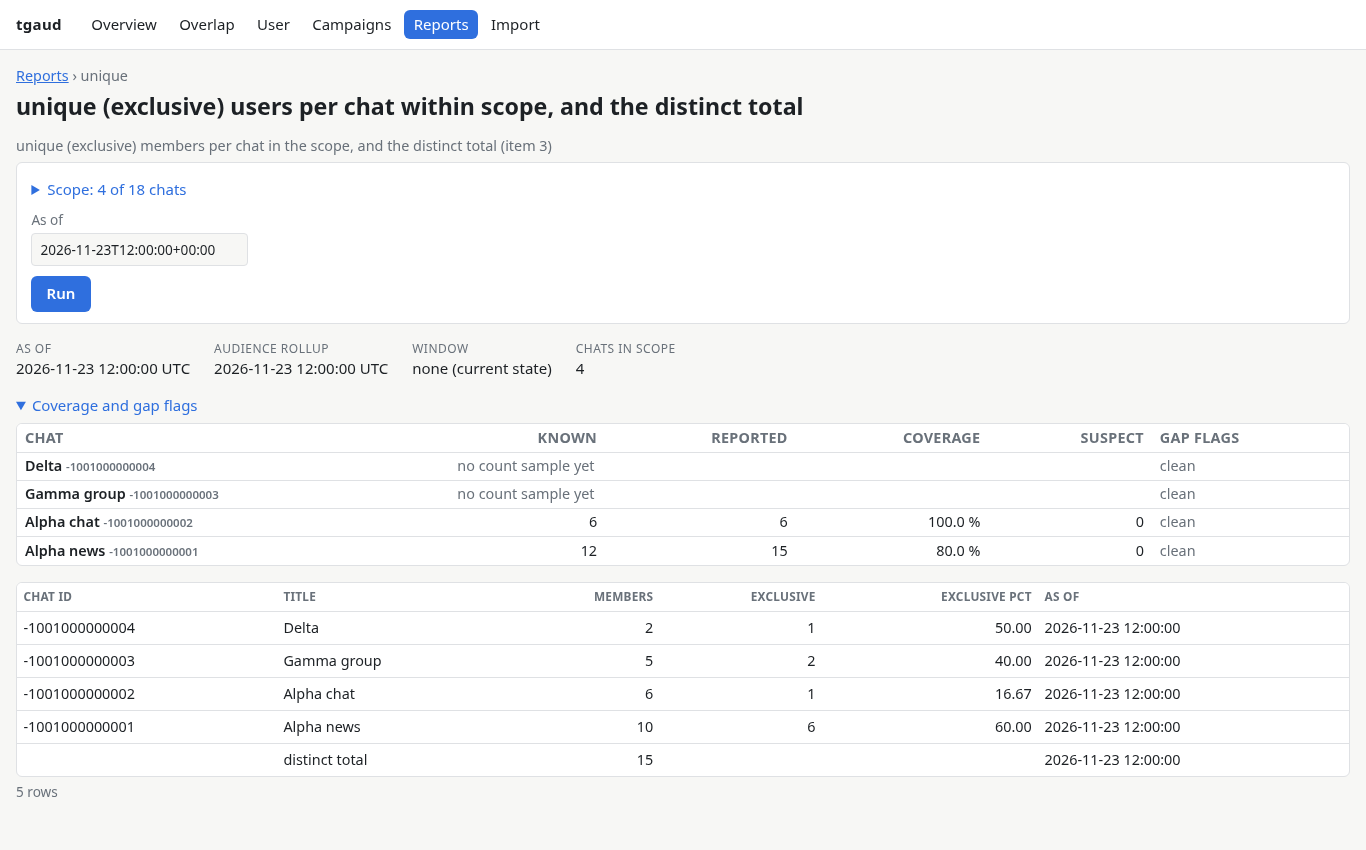 tgaud Overview Overlap User Campaigns Reports Import
Reports › unique
unique (exclusive) users per chat within scope, and the distinct total
unique (exclusive) members per chat in the scope, and the distinct total (item 3)
Scope: 4 of 18 chats
As of
2026-11-23T12:00:00+00:00
Run
AS OF AUDIENCE ROLLUP WINDOW CHATS IN SCOPE
2026-11-23 12:00:00 UTC 2026-11-23 12:00:00 UTC none (current state) 4
Coverage and gap flags
CHAT KNOWN REPORTED COVERAGE SUSPECT GAP FLAGS
Delta -1001000000004 no count sample yet clean
Gamma group -1001000000003 no count sample yet clean
Alpha chat -1001000000002 6 6 100.0 % 0 clean
Alpha news -1001000000001 12 15 80.0 % 0 clean
CHAT ID TITLE MEMBERS EXCLUSIVE EXCLUSIVE PCT AS OF
-1001000000004 Delta 2 1 50.00 2026-11-23 12:00:00
-1001000000003 Gamma group 5 2 40.00 2026-11-23 12:00:00
-1001000000002 Alpha chat 6 1 16.67 2026-11-23 12:00:00
-1001000000001 Alpha news 10 6 60.00 2026-11-23 12:00:00
distinct total 15 2026-11-23 12:00:00
5 rows